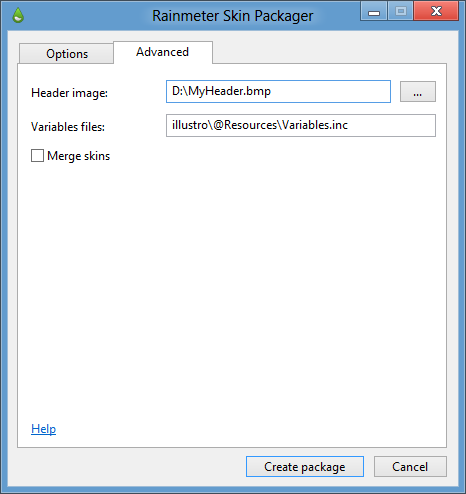 Rainmeter Skin Packager
Options
Advanced
Header image:
D:\MyHeader.bmp
...
Variables files:
illustro\@Resources\Variables.inc
Merge skins
Help
Create package
Cancel